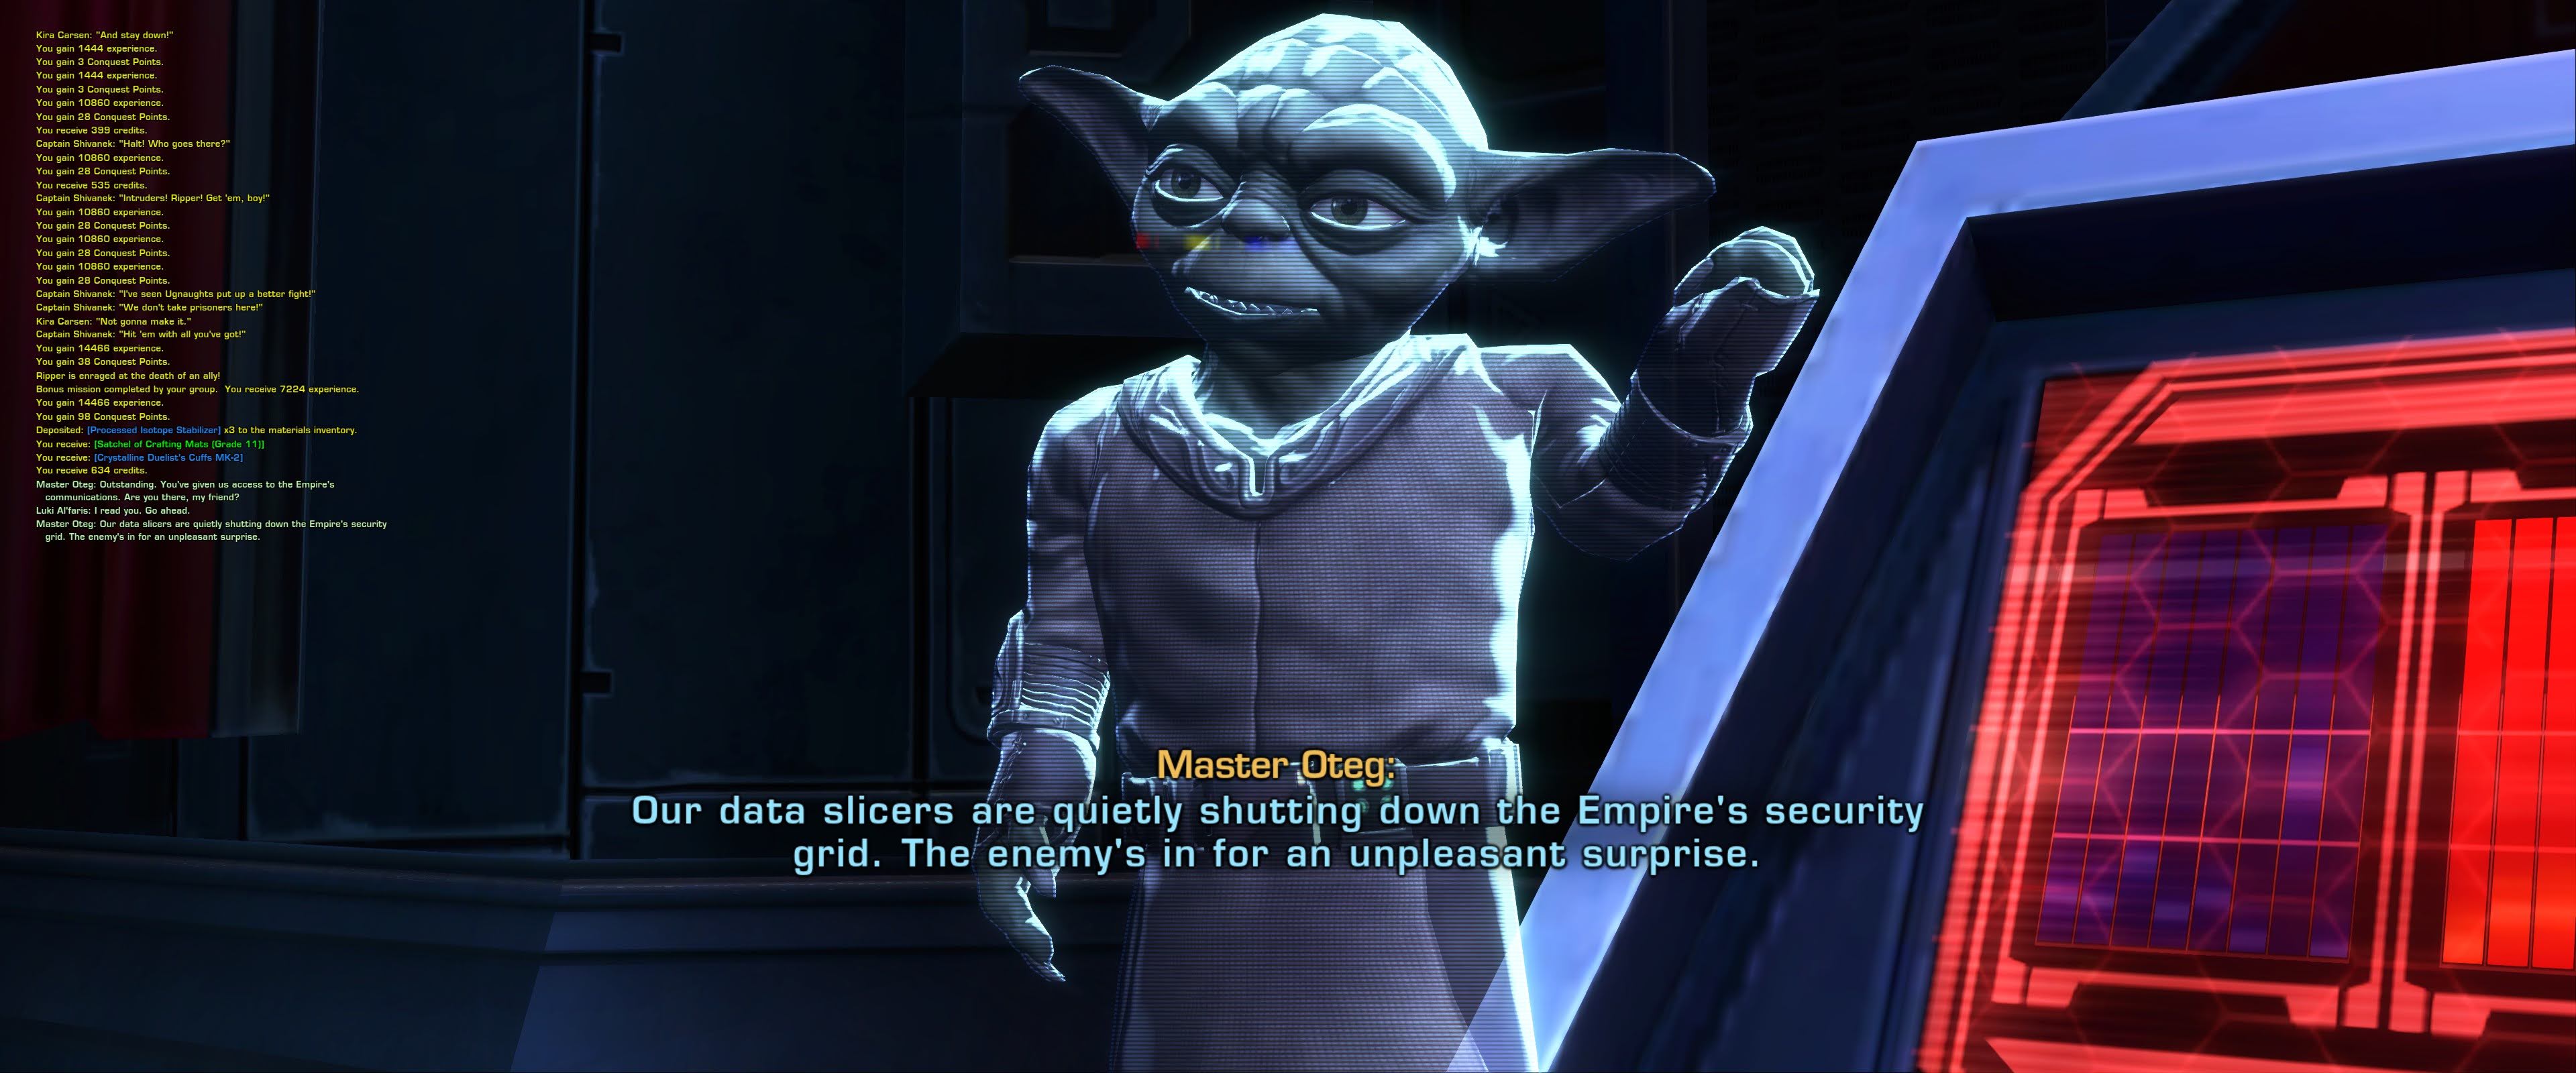 Kira Carsen: "And stay down!"
You gain 1444 experience.
You gain 3 Conquest Points.
You gain 1444 experience.
You gain 3 Conquest Points.
You gain 10860 experience.
You gain 28 Conquest Points.
You receive 399 credits.
Captain Shivanek: "Halt! Who goes there?"
You gain 10860 experience.
You gain 28 Conquest Points.
You receive 535 credits.
Captain Shivanek: "Intruders! Ripper! Get 'em, boy!"
You gain 10860 experience.
You gain 28 Conquest Points.
You gain 10860 experience.
You gain 28 Conquest Points.
You gain 10860 experience.
You gain 28 Conquest Points.
Captain Shivanek: "I've seen Ugnaughts put up a better fight!"
Captain Shivanek: "We don't take prisoners here!"
Kira Carsen: "Not gonna make it."
Captain Shivanek: "Hit 'em with all you've got!"
You gain 14466 experience.
You gain 38 Conquest Points.
Ripper is enraged at the death of an ally!
Bonus mission completed by your group. You receive 7224 experience.
You gain 14466 experience.
You gain 98 Conquest Points.
Deposited: [Processed Isotope Stabilizer] x3 to the materials inventory.
You receive: [Satchel of Crafting Mats (Grade 11)]
You receive: [Crystalline Duelist's Cuffs MK-2]
You receive 634 credits.
Master Oteg: Outstanding. You've given us access to the Empire's
communications. Are you there, my friend?
Luki Al'faris: I read you. Go ahead.
Master Oteg: Our data slicers are quietly shutting down the Empire's security
grid. The enemy's in for an unpleasant surprise.
Master Oteg:
Our data slicers are quietly shutting down the Empire's security
grid. The enemy's in for an unpleasant surprise.